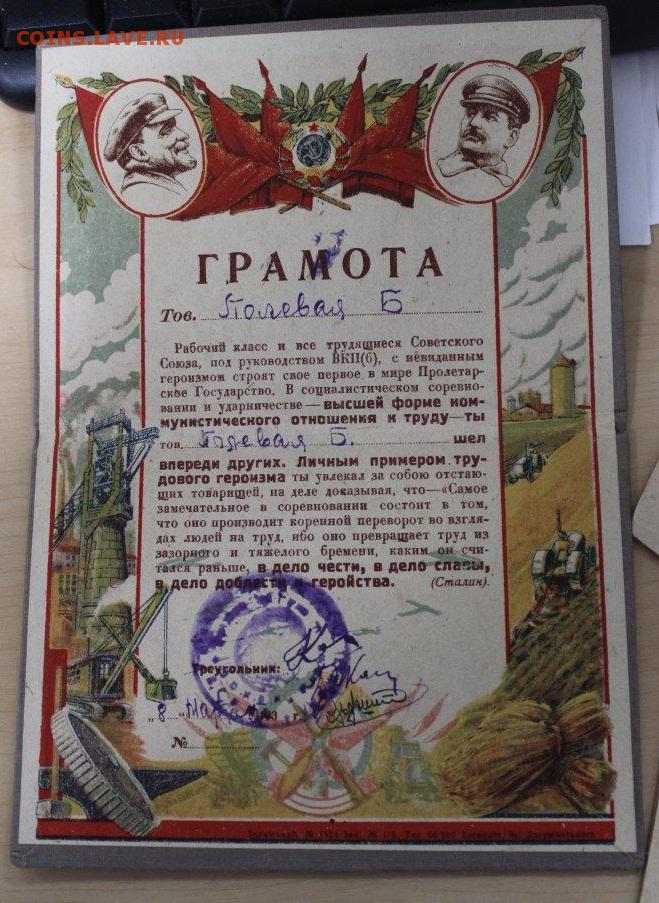 COINS.LAVE.RU
ГРАМОТА
Тов. Полевая Б
Рабочий класс и все трудящиеся Советского
Союза, под руководством ВКП(б), с невиданным
героизмом строят свое первое в мире Пролетар-
ское Государство. В социалистическом соревно-
вании и ударничестве—высшей форме ком-
мунистического отношения к труду—ты
тов. Полевая Б. шел
впереди других. Личным примером тру-
дового героизма ты увлекал за собою отстаю-
щих товарищей, на деле доказывая, что—«Самое
замечательное в соревновании состоит в том,
что оно производит коренной переворот во взгля-
дах людей на труд, ибо оно превращает труд из
зазорного и тяжелого бремени, каким он счи-
тался раньше, в дело чести, в дело славы,
в дело доблести и геройства. (Сталин).
Треугольник:
„8 Марта г.
№